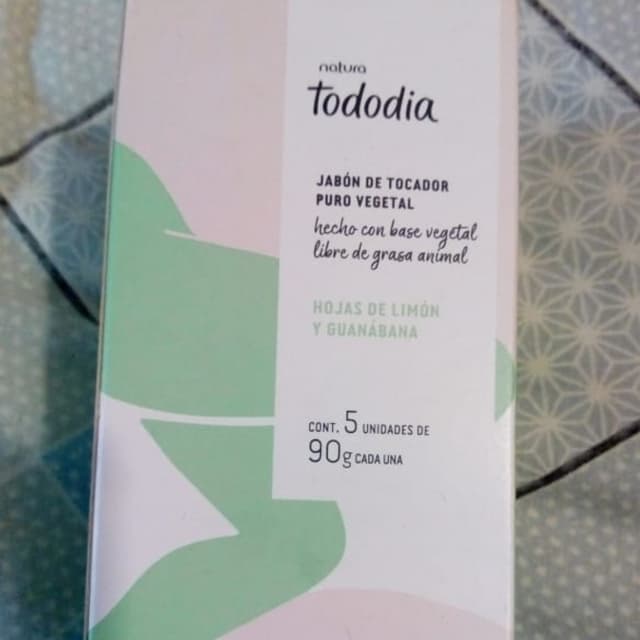 natura
Tododia
JABÓN DE TOCADOR
PURO VEGETAL
hecho con base vegetal
libre de grasa animal
HOJAS DE LIMÓN
Y GUANÁBANA
CONT. 5 UNIDADES DE
90g CADA UNA